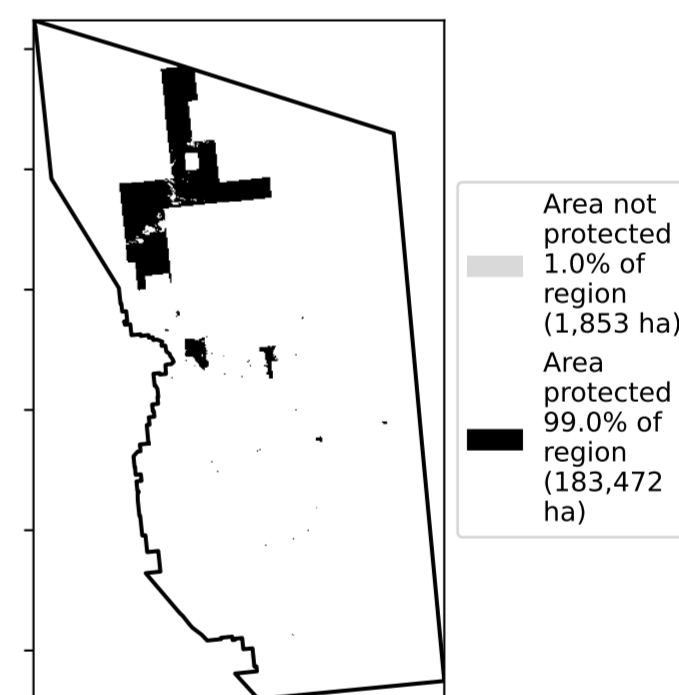 Area not
protected
1.0% of
region
(1,853 ha)
Area
protected
99.0% of
region
(183,472
ha)